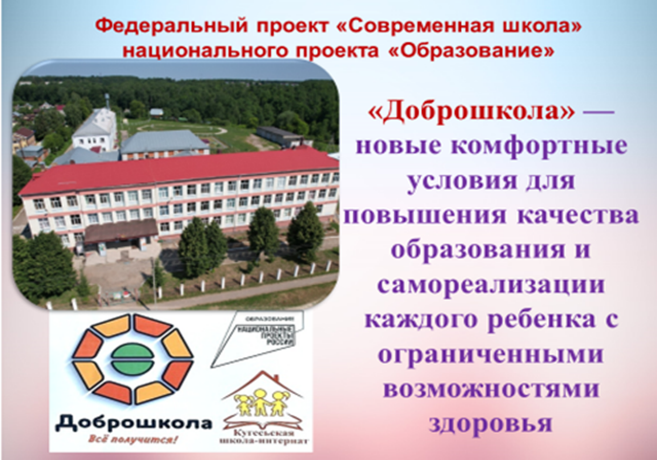 Федеральный проект «Современная школа»
национального проекта «Образование»
«Доброшкола» —
новые комфортные
условия для
повышения качества
образования и
самореализации
каждого ребенка с
ограниченными
возможностями
здоровья
ОБРАЗОВАНИЕ
НАЦИОНАЛЬНЫЕ
ПРОЕКТЫ
РОССИИ
Доброшкола
Всё получится!
Кугесьская
школа-интернат